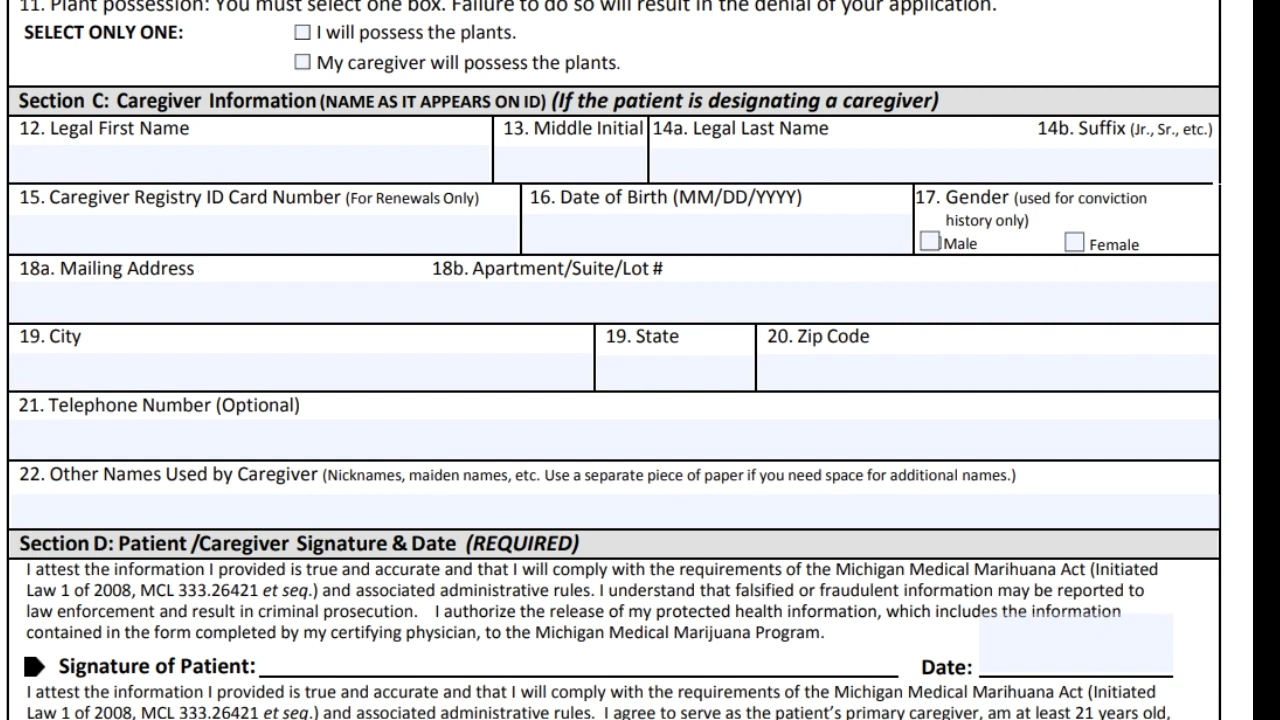 11. Plant possession: You must select one box. Failure to do so will result in the denial of your application.
SELECT ONLY ONE: I will possess the plants.
My caregiver will possess the plants.
Section C: Caregiver Information (NAME AS IT APPEARS ON ID) (If the patient is designating a caregiver)
12. Legal First Name 13. Middle Initial 14a. Legal Last Name 14b. Suffix (Jr., Sr., etc.)
15. Caregiver Registry ID Card Number (For Renewals Only) 16. Date of Birth (MM/DD/YYYY) 17. Gender (used for conviction
history only)
Male Female
18a. Mailing Address 18b. Apartment/Suite/Lot #
19. City 19. State 20. Zip Code
21. Telephone Number (Optional)
22. Other Names Used by Caregiver (Nicknames, maiden names, etc. Use a separate piece of paper if you need space for additional names.)
Section D: Patient /Caregiver Signature & Date (REQUIRED)
I attest the information I provided is true and accurate and that I will comply with the requirements of the Michigan Medical Marihuana Act (Initiated
Law 1 of 2008, MCL 333.26421 et seq.) and associated administrative rules. I understand that falsified or fraudulent information may be reported to
law enforcement and result in criminal prosecution. I authorize the release of my protected health information, which includes the information
contained in the form completed by my certifying physician, to the Michigan Medical Marijuana Program.
Signature of Patient: Date:
I attest the information I provided is true and accurate and that I will comply with the requirements of the Michigan Medical Marihuana Act (Initiated
Law 1 of 2008, MCL 333.26421 et seq.) and associated administrative rules. I agree to serve as the patient's primary caregiver, am at least 21 years old,